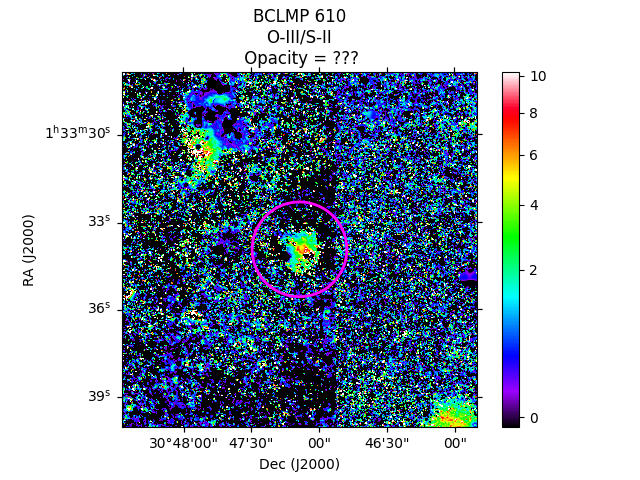 BCLMP 610
O-III/S-II
Opacity = ???
1ʰ33ᵐ30ˢ
33ˢ
36ˢ
39ˢ
RA (J2000)
30°48'00" 47'30" 00" 46'30" 00"
Dec (J2000)
10
8
6
4
2
0